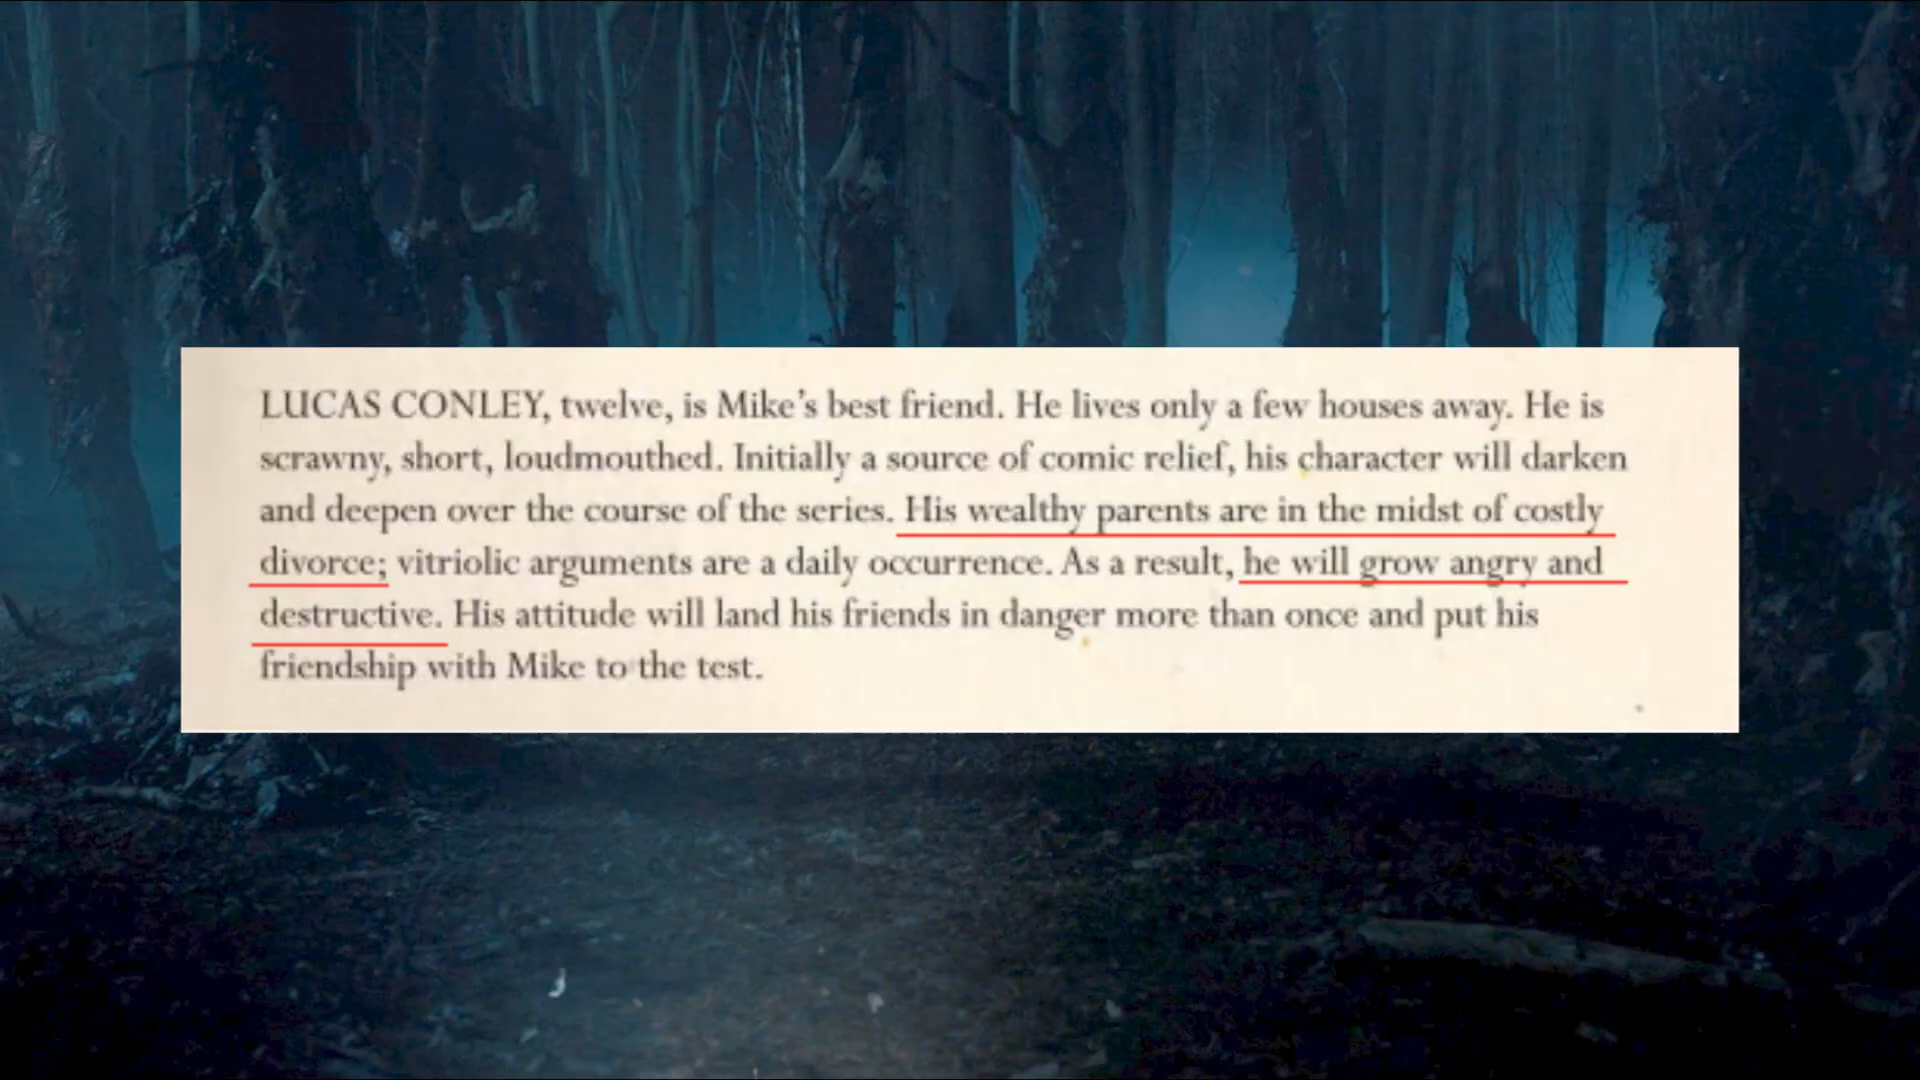 LUCAS CONLEY, twelve, is Mike's best friend. He lives only a few houses away. He is
scrawny, short, loudmouthed. Initially a source of comic relief, his character will darken
and deepen over the course of the series. His wealthy parents are in the midst of costly
divorce; vitriolic arguments are a daily occurrence. As a result, he will grow angry and
destructive. His attitude will land his friends in danger more than once and put his
friendship with Mike to the test.